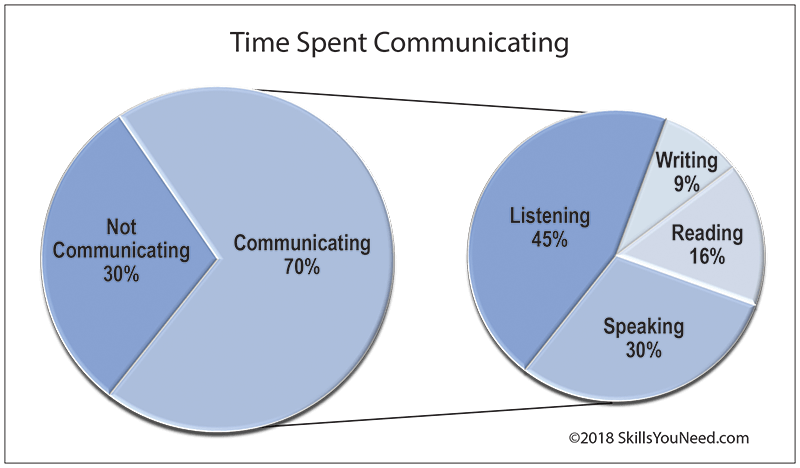 Time Spent Communicating
Not
Communicating
30%
Communicating
70%
Listening
45%
Writing
9%
Reading
16%
Speaking
30%
©2018 SkillsYouNeed.com